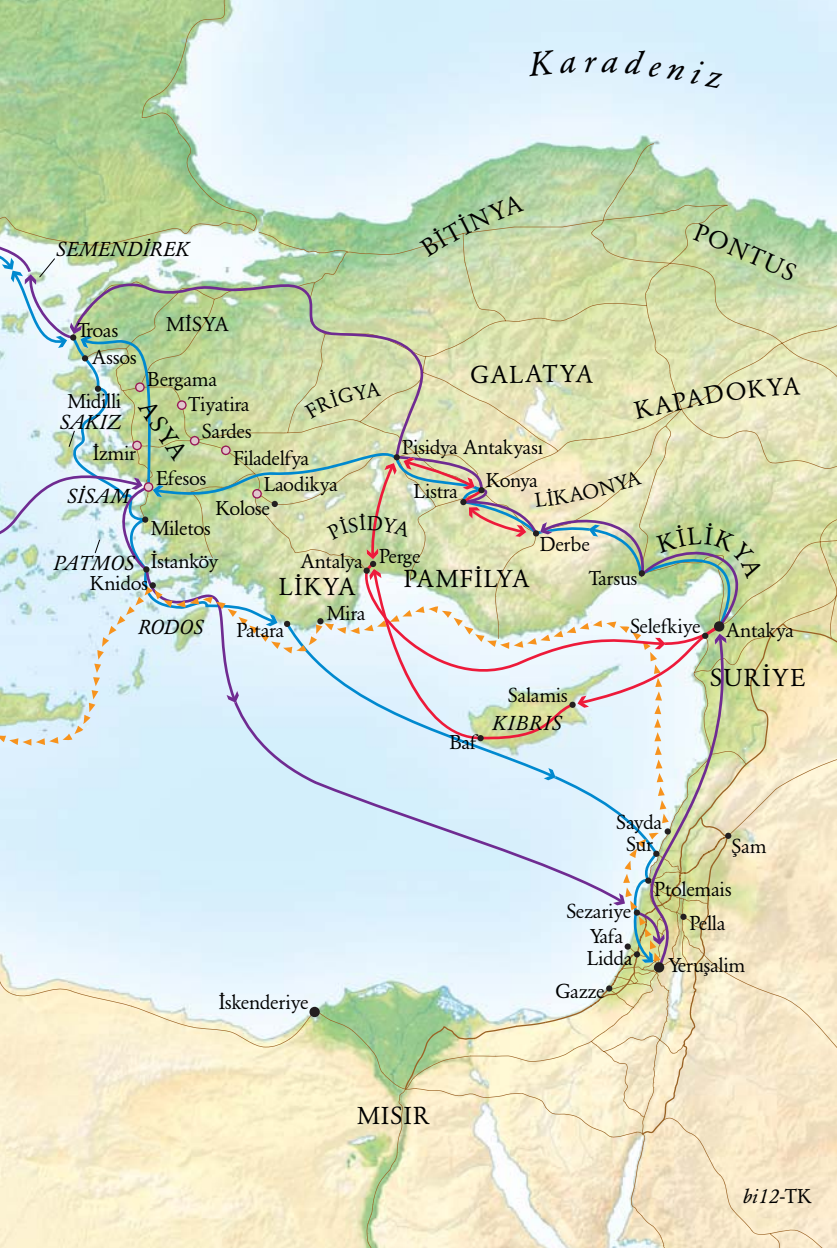 Karadeniz
BİTİNYA
PONTUS
SEMENDİREK
MİSYA
Troas
Assos
GALATYA
Bergama
KAPADOKYA
Midilli
Tiyatira
FRİGYA
SAKIZ
ASYA
Sardes
İzmir
Filadelfya
Pisidya Antakyası
Efesos
Laodikya
Konya
SİSAM
Kolose
Listra
LİKAONYA
Miletos
PİSİDYA
Derbe
KİLİKYA
PATMOS
İstanköy
Antalya
Perge
Knidos
LİKYA
PAMFİLYA
Tarsus
RODOS
Patara
Mira
Selefkiye
Antakya
SURİYE
Salamis
KIBRIS
Baf
Sayda
Sur
Şam
Ptolemais
Sezariye
Pella
Yafa
Lidda
Yeruşalim
Gazze
İskenderiye
MISIR
bi12-TK